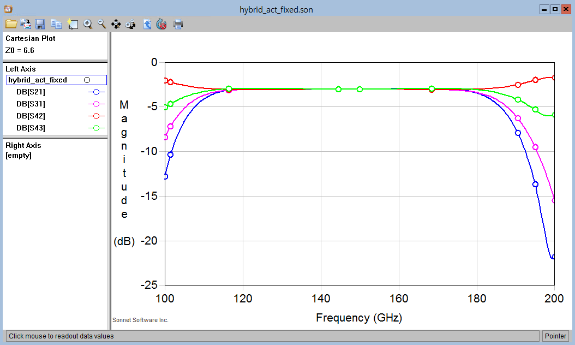 hybrid_act_fixed.son
Cartesian Plot
Z0 = 6.6
Left Axis
hybrid_act_fixed
DB[S21]
DB[S31]
DB[S42]
DB[S43]
Right Axis
[empty]
Magnitude
(dB)
0
-5
-10
-15
-20
-25
100
120
140
160
180
200
Frequency (GHz)
Sonnet Software Inc.
Click mouse to readout data values
Pointer